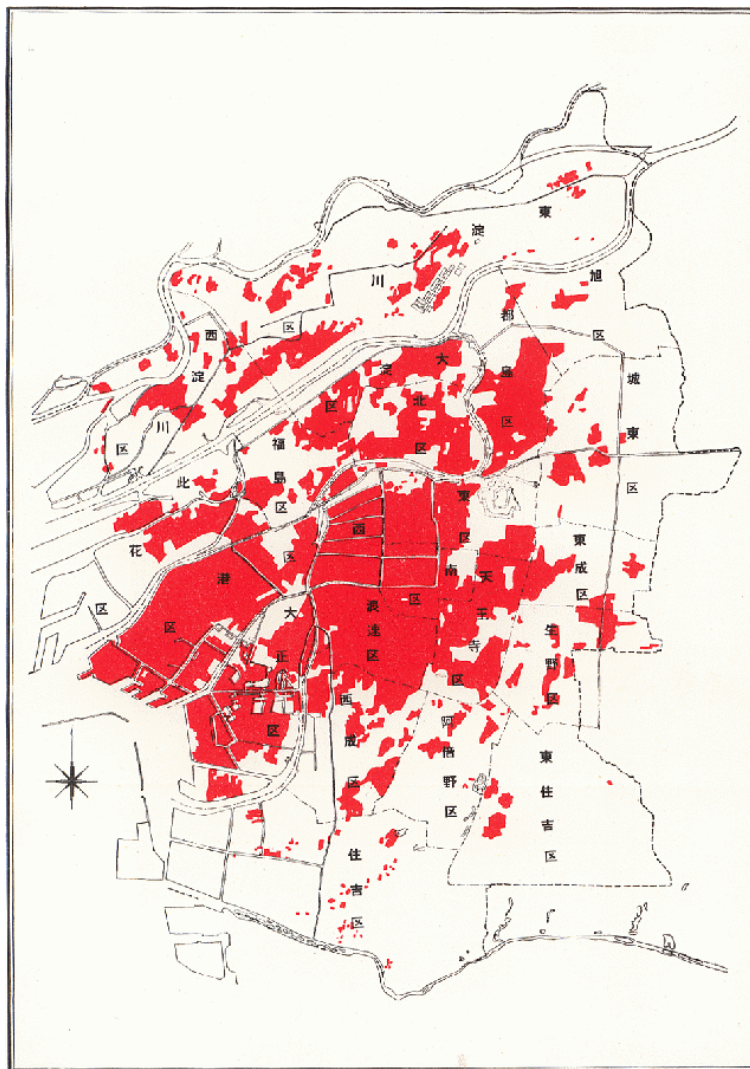 東淀川区
西淀川区
旭区
都島区
大淀区
北区
城東区
福島区
此花区
東区
西区
港区
南区
天王寺区
東成区
大正区
浪速区
生野区
西成区
阿倍野区
東住吉区
住吉区